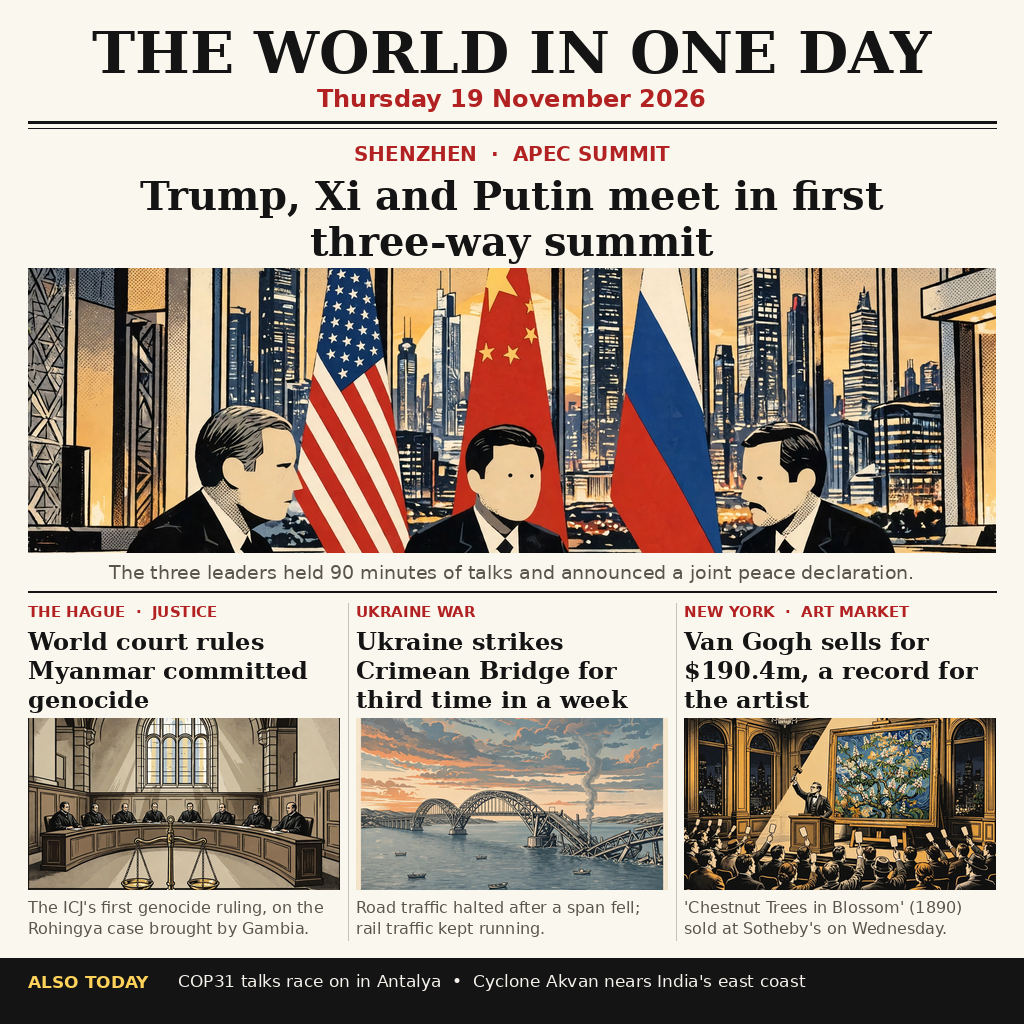 THE WORLD IN ONE DAY
Thursday 19 November 2026
SHENZHEN · APEC SUMMIT
Trump, Xi and Putin meet in first
three-way summit
The three leaders held 90 minutes of talks and announced a joint peace declaration.
THE HAGUE · JUSTICE
World court rules
Myanmar committed
genocide
The ICJ's first genocide ruling, on the
Rohingya case brought by Gambia.
UKRAINE WAR
Ukraine strikes
Crimean Bridge for
third time in a week
Road traffic halted after a span fell;
rail traffic kept running.
NEW YORK · ART MARKET
Van Gogh sells for
$190.4m, a record for
the artist
'Chestnut Trees in Blossom' (1890)
sold at Sotheby's on Wednesday.
ALSO TODAY COP31 talks race on in Antalya • Cyclone Akvan nears India's east coast